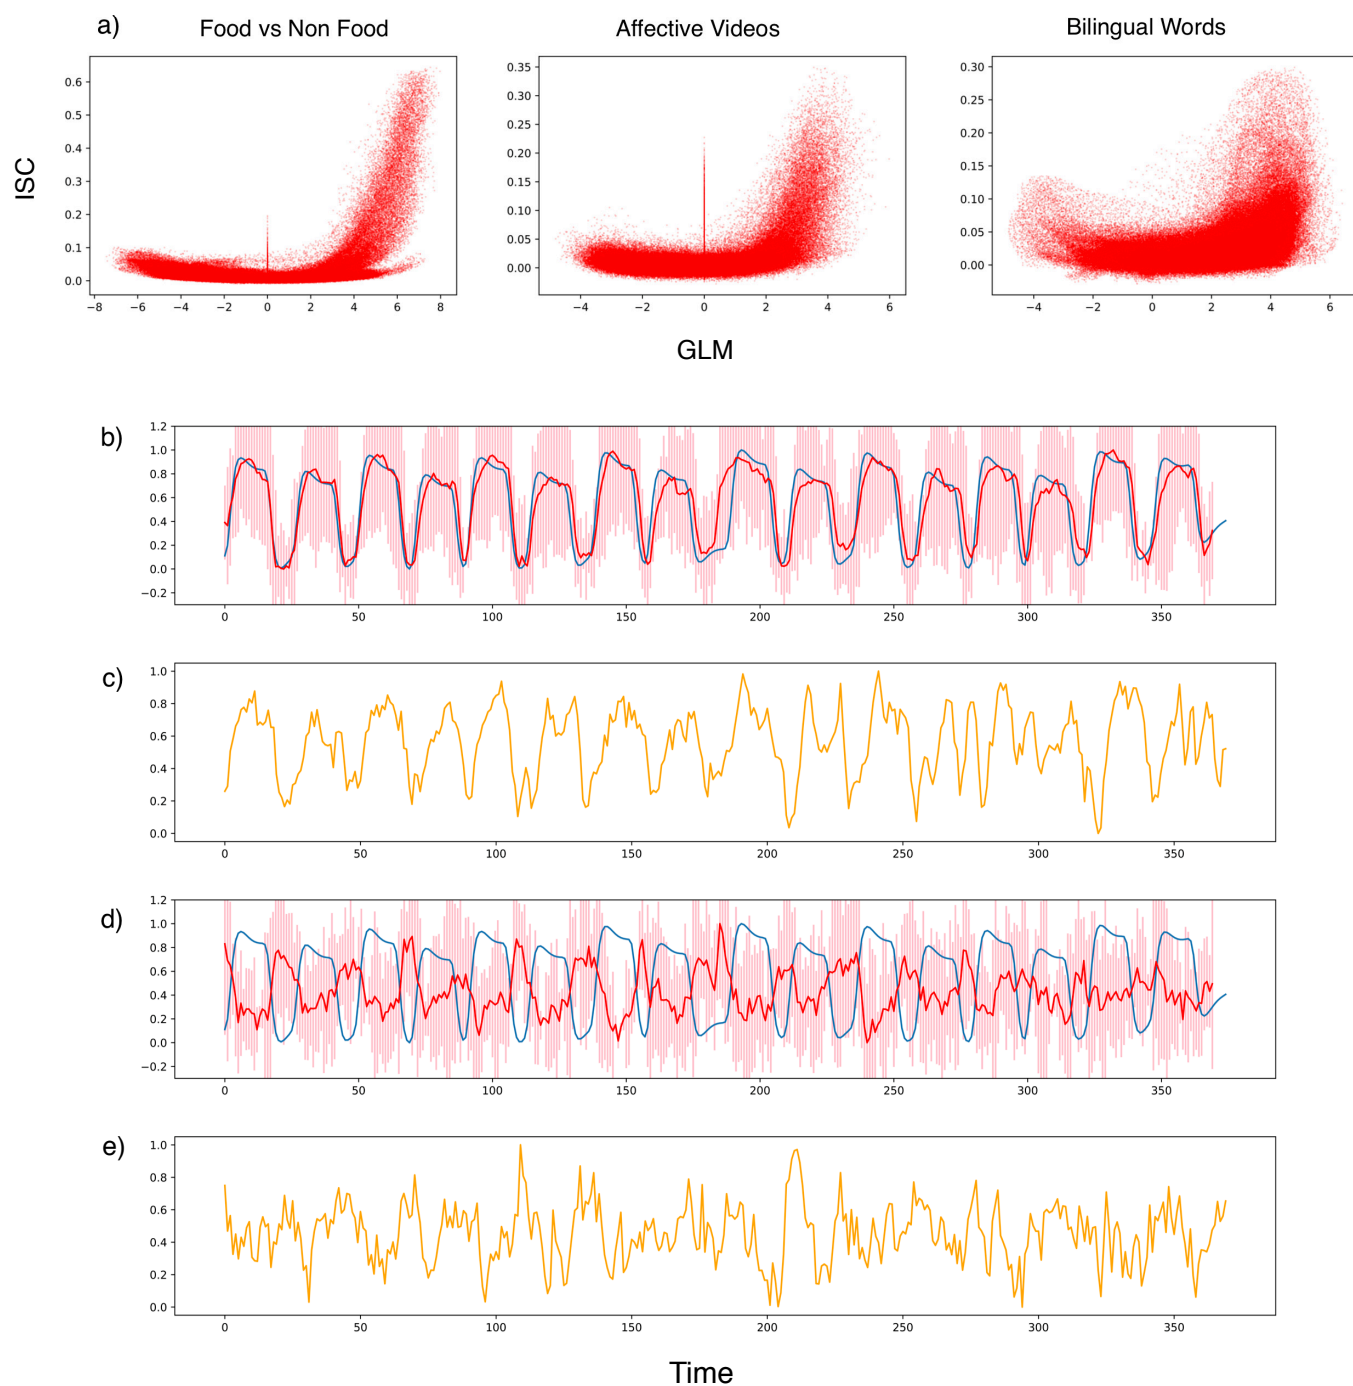 a)
Food vs Non Food
Affective Videos
Bilingual Words
ISC
0.6
0.5
0.4
0.3
0.2
0.1
0.0
−8 −6 −4 −2 0 2 4 6 8
0.35
0.30
0.25
0.20
0.15
0.10
0.05
0.00
−4 −2 0 2 4 6
0.30
0.25
0.20
0.15
0.10
0.05
0.00
−4 −2 0 2 4 6
GLM
b)
1.2
1.0
0.8
0.6
0.4
0.2
0.0
−0.2
0 50 100 150 200 250 300 350
c)
1.0
0.8
0.6
0.4
0.2
0.0
0 50 100 150 200 250 300 350
d)
1.2
1.0
0.8
0.6
0.4
0.2
0.0
−0.2
0 50 100 150 200 250 300 350
e)
1.0
0.8
0.6
0.4
0.2
0.0
0 50 100 150 200 250 300 350
Time